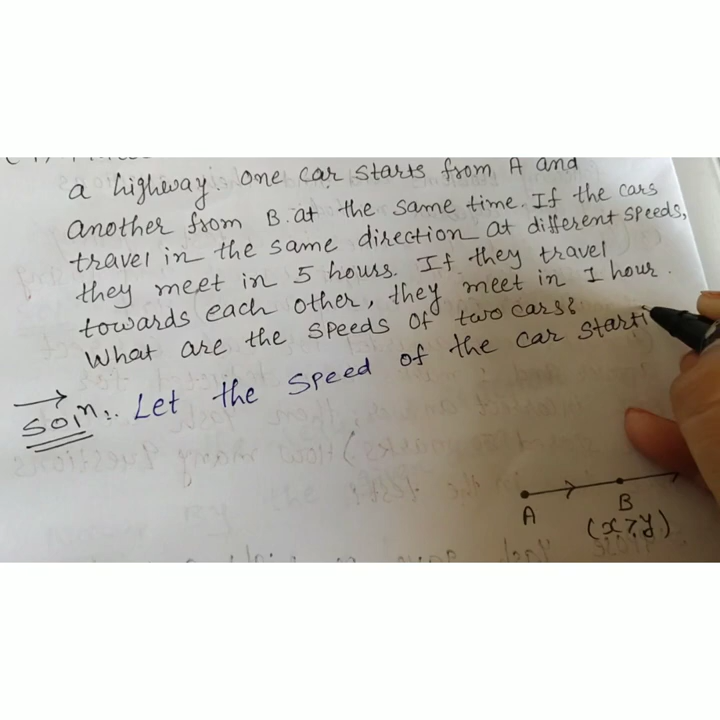 a highway. One car starts from A and
another from B at the same time. If the cars
travel in the same direction at different speeds,
they meet in 5 hours. If they travel
towards each other, they meet in 1 hour.
What are the speeds of two cars?
Soln:. Let the speed of the car starti
A
B
(x>y)